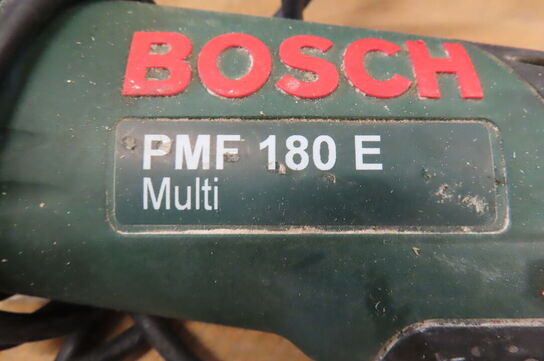 BOSCH
PMF 180 E
Multi